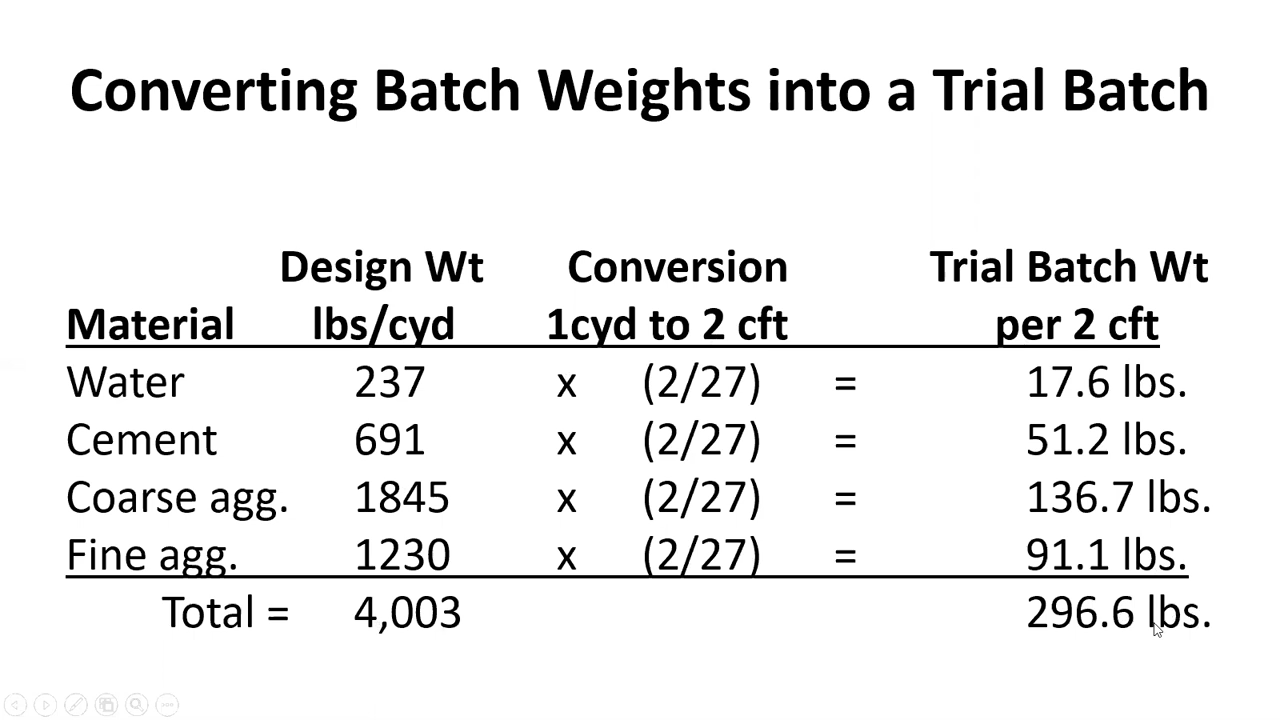 Converting Batch Weights into a Trial Batch
Design Wt Conversion Trial Batch Wt
Material lbs/cyd 1cyd to 2 cft per 2 cft
Water 237 x (2/27) = 17.6 lbs.
Cement 691 x (2/27) = 51.2 lbs.
Coarse agg. 1845 x (2/27) = 136.7 lbs.
Fine agg. 1230 x (2/27) = 91.1 lbs.
Total = 4,003 296.6 lbs.